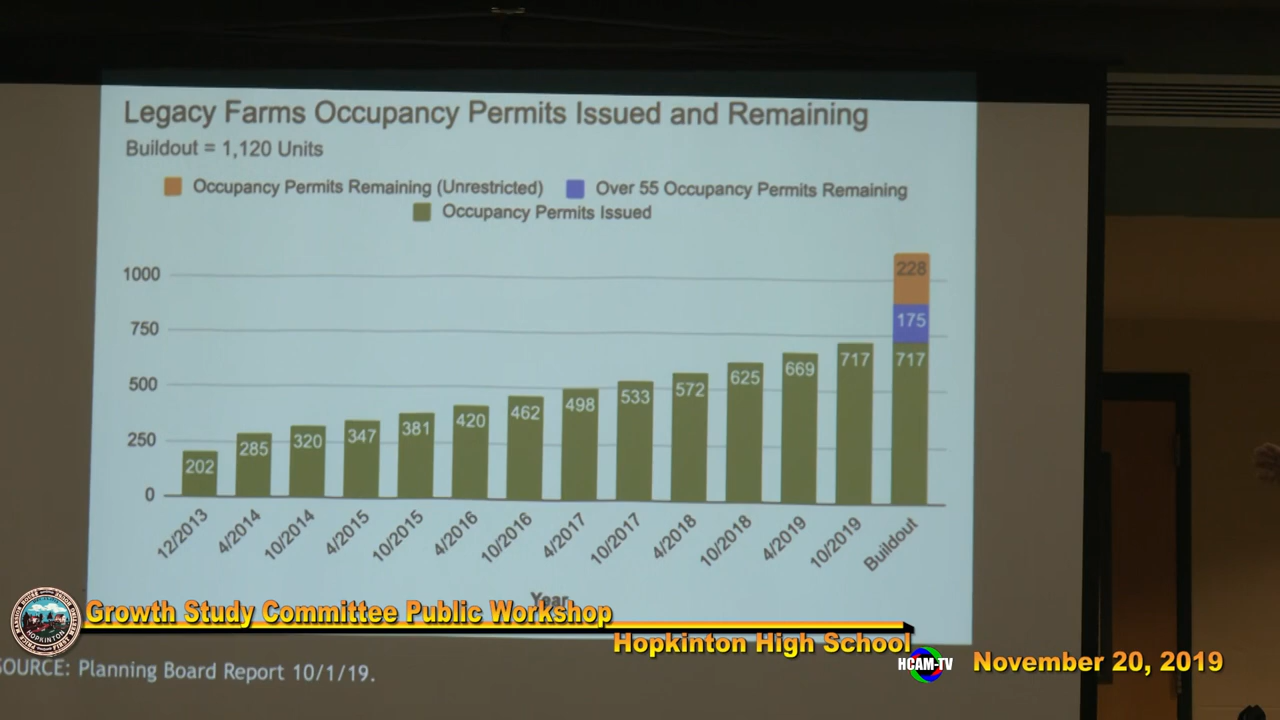 Legacy Farms Occupancy Permits Issued and Remaining
Buildout = 1,120 Units
Occupancy Permits Remaining (Unrestricted)
Over 55 Occupancy Permits Remaining
Occupancy Permits Issued
1000
750
500
250
0
202
285
320
347
381
420
462
498
533
572
625
669
717
228
175
717
12/2013
4/2014
10/2014
4/2015
10/2015
4/2016
10/2016
4/2017
10/2017
4/2018
10/2018
4/2019
10/2019
Buildout
Year
Growth Study Committee Public Workshop
Hopkinton High School
HCAM-TV
November 20, 2019
HOPKINTON
SOURCE: Planning Board Report 10/1/19.